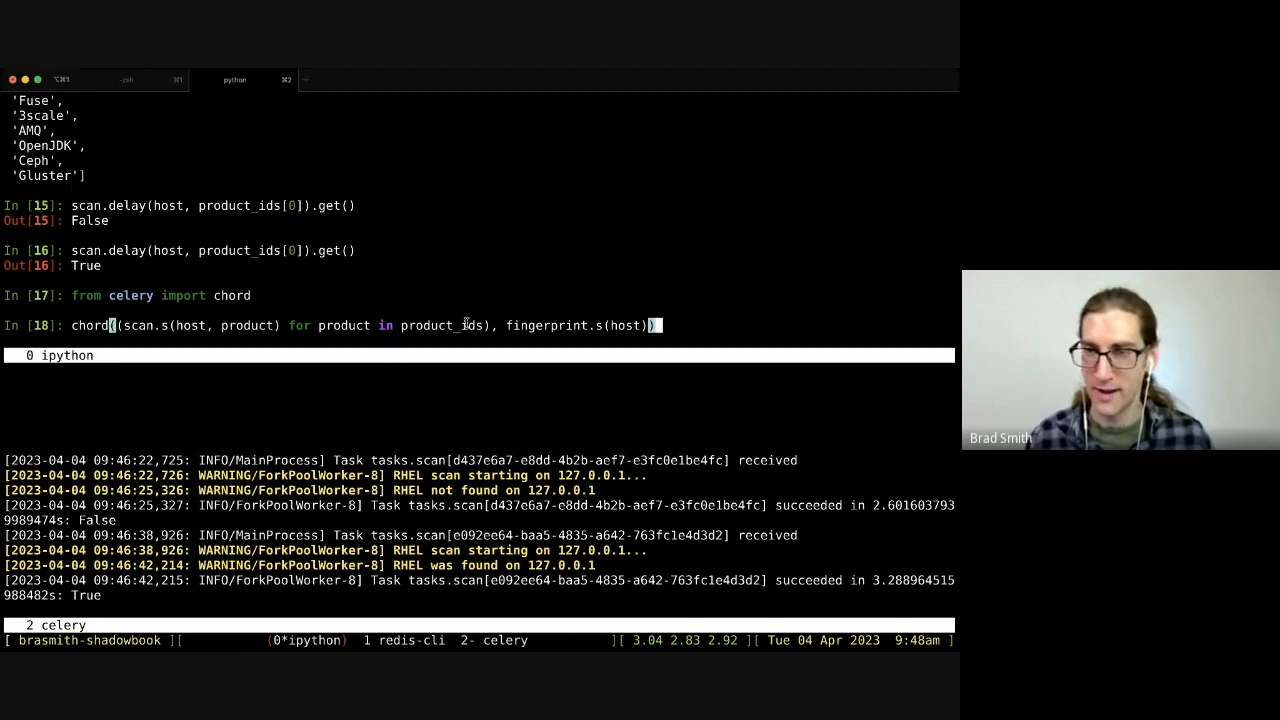 ⌥⌘1 -zsh ⌘1 python ⌘2 +
'Fuse',
'3scale',
'AMQ',
'OpenJDK',
'Ceph',
'Gluster']
In [15]: scan.delay(host, product_ids[0]).get()
Out[15]: False
In [16]: scan.delay(host, product_ids[0]).get()
Out[16]: True
In [17]: from celery import chord
In [18]: chord((scan.s(host, product) for product in product_ids), fingerprint.s(host))
0 ipython
[2023-04-04 09:46:22,725: INFO/MainProcess] Task tasks.scan[d437e6a7-e8dd-4b2b-aef7-e3fc0e1be4fc] received
[2023-04-04 09:46:22,726: WARNING/ForkPoolWorker-8] RHEL scan starting on 127.0.0.1...
[2023-04-04 09:46:25,326: WARNING/ForkPoolWorker-8] RHEL not found on 127.0.0.1
[2023-04-04 09:46:25,327: INFO/ForkPoolWorker-8] Task tasks.scan[d437e6a7-e8dd-4b2b-aef7-e3fc0e1be4fc] succeeded in 2.601603793
9989474s: False
[2023-04-04 09:46:38,926: INFO/MainProcess] Task tasks.scan[e092ee64-baa5-4835-a642-763fc1e4d3d2] received
[2023-04-04 09:46:38,926: WARNING/ForkPoolWorker-8] RHEL scan starting on 127.0.0.1...
[2023-04-04 09:46:42,214: WARNING/ForkPoolWorker-8] RHEL was found on 127.0.0.1
[2023-04-04 09:46:42,215: INFO/ForkPoolWorker-8] Task tasks.scan[e092ee64-baa5-4835-a642-763fc1e4d3d2] succeeded in 3.288964515
988482s: True
2 celery
[ brasmith-shadowbook ][ (0*ipython) 1 redis-cli 2- celery ][ 3.04 2.83 2.92 ][ Tue 04 Apr 2023 9:48am ]
Brad Smith